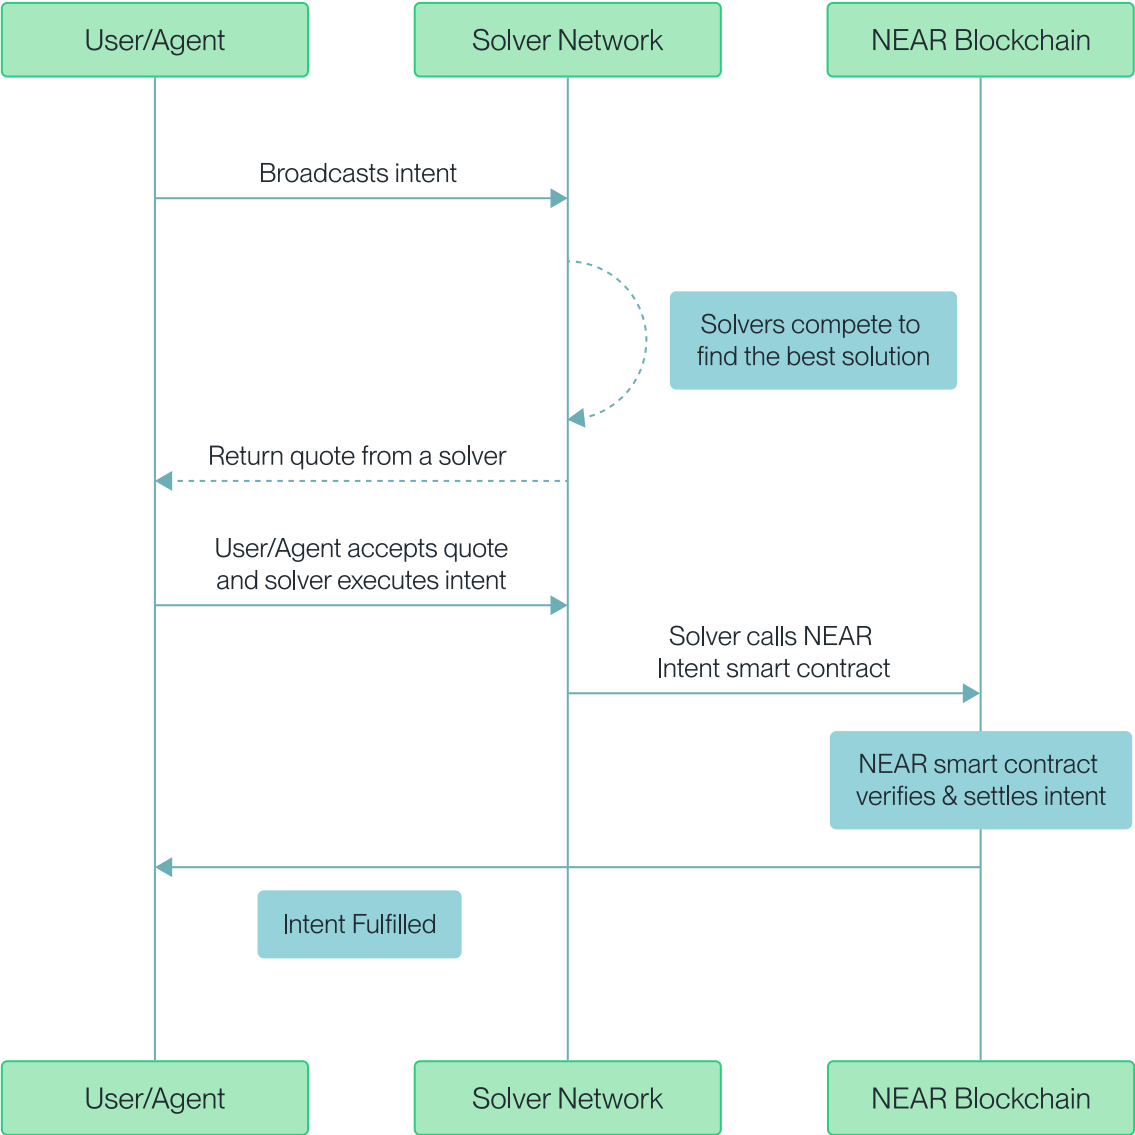 User/Agent
Solver Network
NEAR Blockchain
Broadcasts intent
Solvers compete to
find the best solution
Return quote from a solver
User/Agent accepts quote
and solver executes intent
Solver calls NEAR
Intent smart contract
NEAR smart contract
verifies & settles intent
Intent Fulfilled
User/Agent
Solver Network
NEAR Blockchain